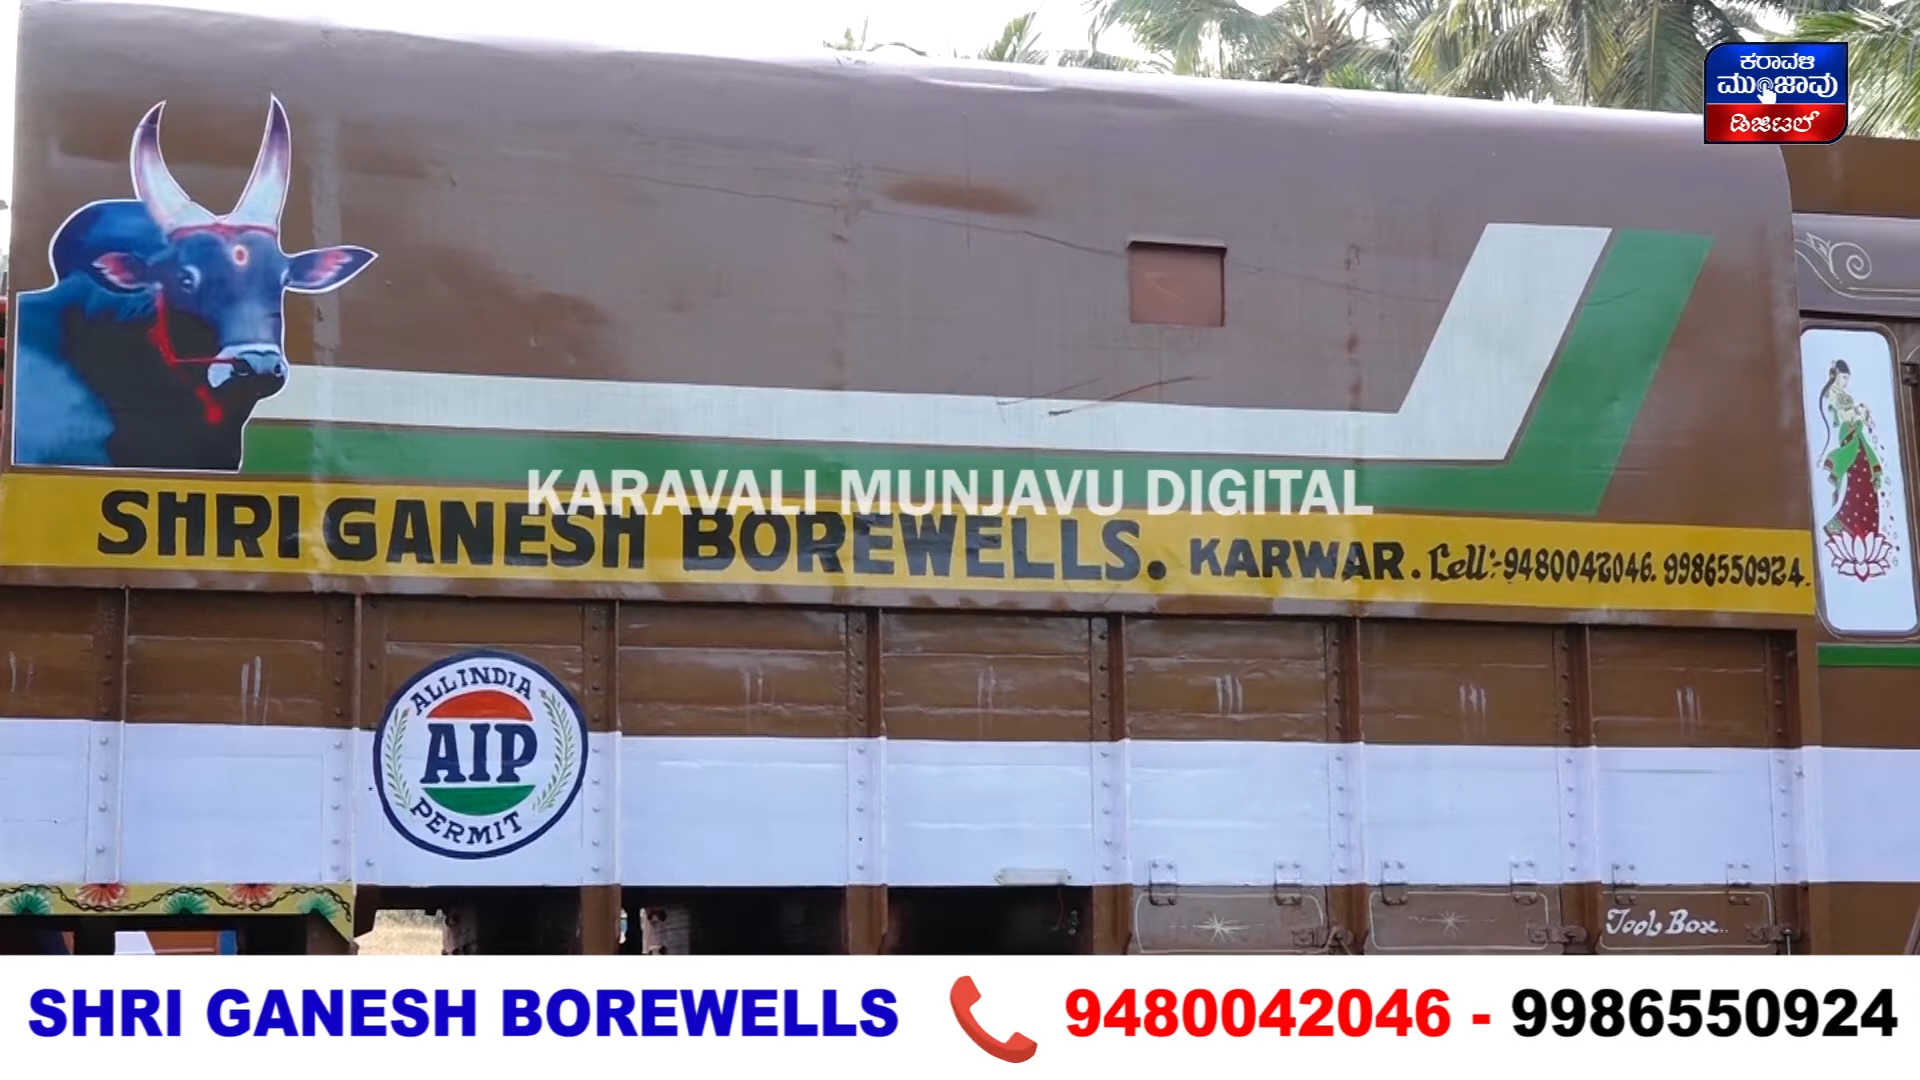 ಕರಾವಳಿ
ಮುಂಜಾವು
ಡಿಜಿಟಲ್
KARAVALI MUNJAVU DIGITAL
SHRI GANESH BOREWELLS. KARWAR. Cell:-9480042046. 9986550924.
ALL INDIA
AIP
PERMIT
Tool Box..
SHRI GANESH BOREWELLS 9480042046 - 9986550924